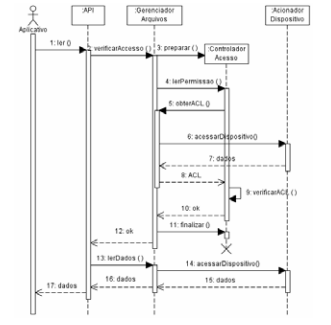 :API
:Gerenciador
Arquivos
:Acionador
Dispositivo
Aplicativo
1: ler ()
2: verificarAccesso ( )
3: preparar ( )
:Controlador
Acesso
4: lerPermissao ( )
5: obterACL ()
6: acessarDispositivo()
7: dados
8: ACL
9: verificarACL ( )
10: ok
11: finalizar ( )
12: ok
13: lerDados ( )
14: acessarDispositivo()
15: dados
16: dados
17: dados